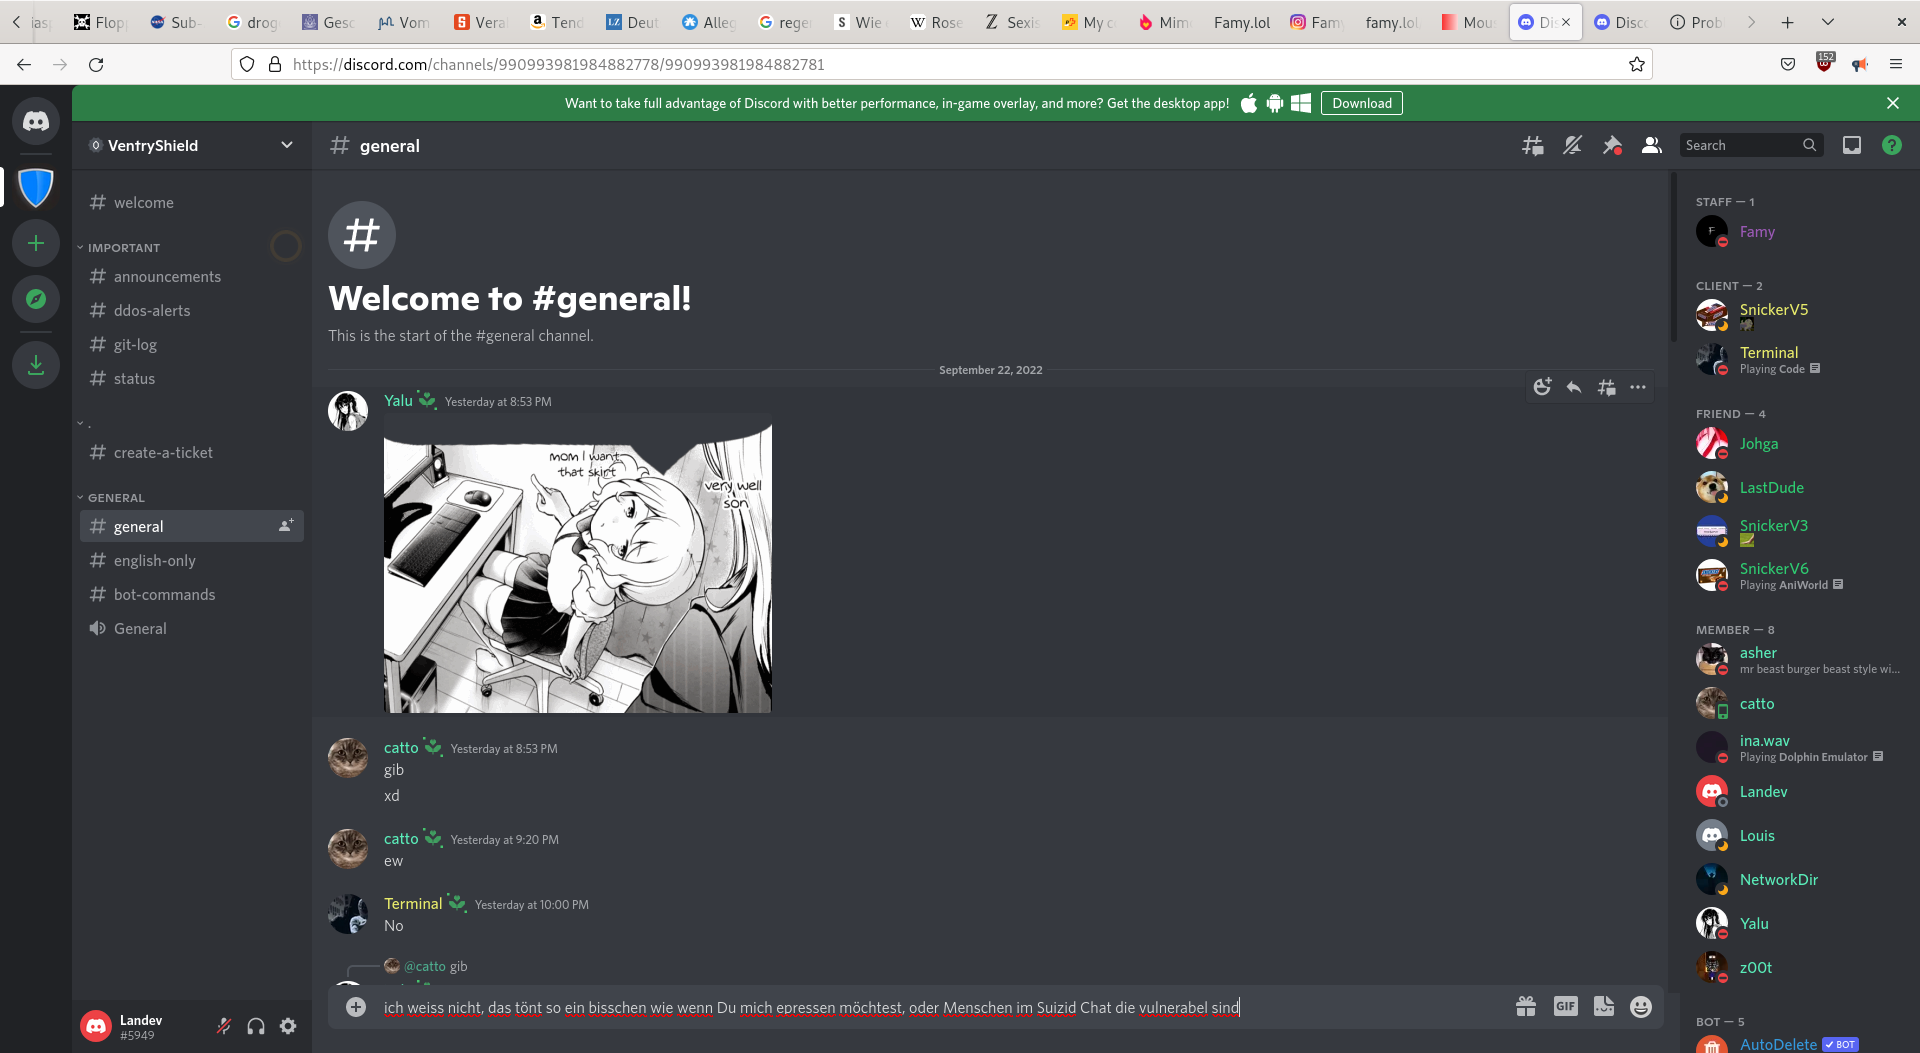 Flopp
Sub-
drog
Gesc
Vom
Vera
Tend
Deut
Alleg
rege
Wie
Rose
Sexis
My c
Mim
Famy.lol
Famy
famy.lol
Mous
Dis
Disc
Prob
https://discord.com/channels/990993981984882778/990993981984882781
152
Want to take full advantage of Discord with better performance, in-game overlay, and more? Get the desktop app!
Download
VentryShield
general
Search
welcome
IMPORTANT
announcements
ddos-alerts
git-log
status
.
create-a-ticket
GENERAL
general
english-only
bot-commands
General
Landev
#5949
Welcome to #general!
This is the start of the #general channel.
September 22, 2022
Yalu Yesterday at 8:53 PM
mom I want
that skirt
very well
son
catto Yesterday at 8:53 PM
gib
xd
catto Yesterday at 9:20 PM
ew
Terminal Yesterday at 10:00 PM
No
@catto gib
ich weiss nicht, das tönt so ein bisschen wie wenn Du mich epressen möchtest, oder Menschen im Suizid Chat die vulnerabel sind
GIF
STAFF — 1
Famy
CLIENT — 2
SnickerV5
Terminal
Playing Code
FRIEND — 4
Johga
LastDude
SnickerV3
SnickerV6
Playing AniWorld
MEMBER — 8
asher
mr beast burger beast style wi...
catto
ina.wav
Playing Dolphin Emulator
Landev
Louis
NetworkDir
Yalu
z00t
BOT — 5
AutoDelete BOT